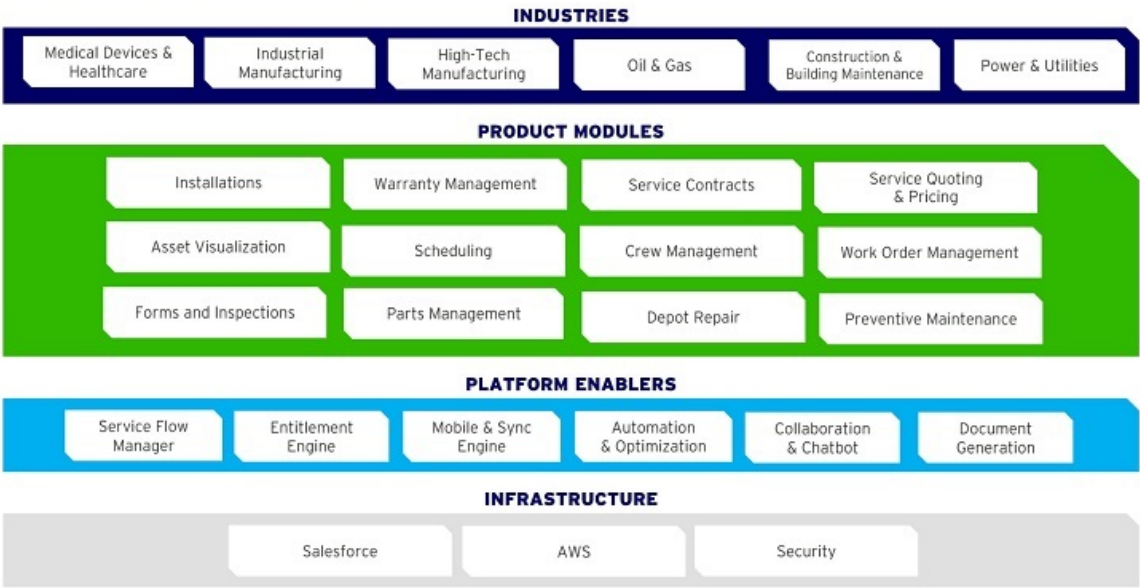 INDUSTRIES
Medical Devices &
Healthcare
Industrial
Manufacturing
High-Tech
Manufacturing
Oil & Gas
Construction &
Building Maintenance
Power & Utilities
PRODUCT MODULES
Installations
Warranty Management
Service Contracts
Service Quoting
& Pricing
Asset Visualization
Scheduling
Crew Management
Work Order Management
Forms and Inspections
Parts Management
Depot Repair
Preventive Maintenance
PLATFORM ENABLERS
Service Flow
Manager
Entitlement
Engine
Mobile & Sync
Engine
Automation
& Optimization
Collaboration
& Chatbot
Document
Generation
INFRASTRUCTURE
Salesforce
AWS
Security